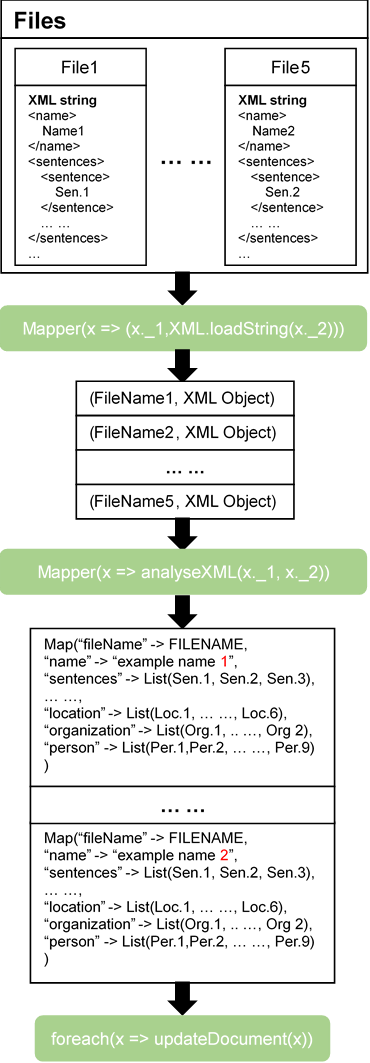 Files
File1
XML string
<name>
Name1
</name>
<sentences>
<sentence>
Sen.1
</sentence>
... ...
</sentences>
...
... ...
File5
XML string
<name>
Name2
</name>
<sentences>
<sentence>
Sen.2
</sentence>
... ...
</sentences>
...
Mapper(x => (x._1,XML.loadString(x._2)))
(FileName1, XML Object)
(FileName2, XML Object)
... ...
(FileName5, XML Object)
Mapper(x => analyseXML(x._1, x._2))
Map(“fileName” -> FILENAME,
“name” -> “example name 1”,
“sentences” -> List(Sen.1, Sen.2, Sen.3),
... ...,
“location” -> List(Loc.1, ... ..., Loc.6),
“organization” -> List(Org.1, .. ..., Org 2),
“person” -> List(Per.1,Per.2, ... ..., Per.9)
)
... ...
Map(“fileName” -> FILENAME,
“name” -> “example name 2”,
“sentences” -> List(Sen.1, Sen.2, Sen.3),
... ...,
“location” -> List(Loc.1, ... ..., Loc.6),
“organization” -> List(Org.1, .. ..., Org 2),
“person” -> List(Per.1,Per.2, ... ..., Per.9)
)
foreach(x => updateDocument(x))